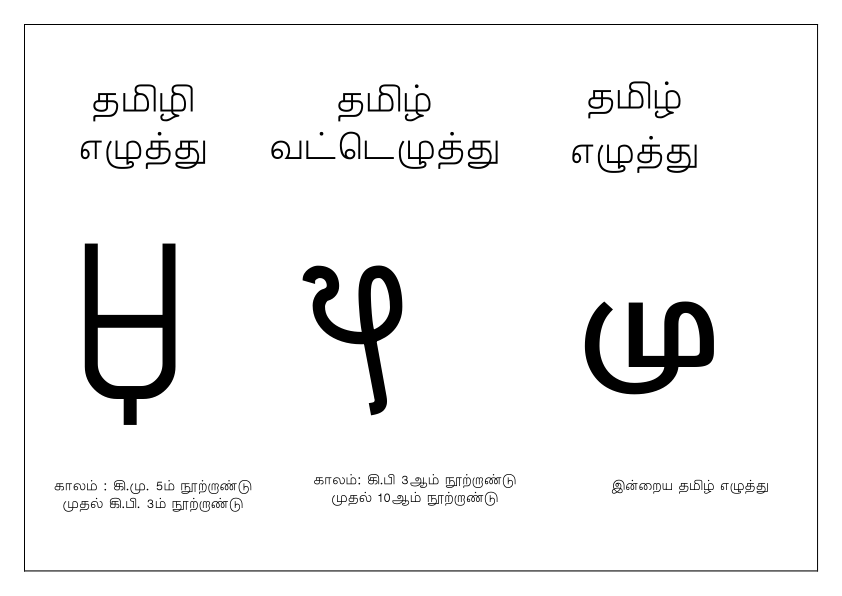 தமிழி
எழுத்து
தமிழ்
வட்டெழுத்து
தமிழ்
எழுத்து
மு
காலம் : கி.மு. 5ம் நூற்றாண்டு
முதல் கி.பி. 3ம் நூற்றாண்டு
காலம்: கி.பி 3ஆம் நூற்றாண்டு
முதல் 10ஆம் நூற்றாண்டு
இன்றைய தமிழ் எழுத்து